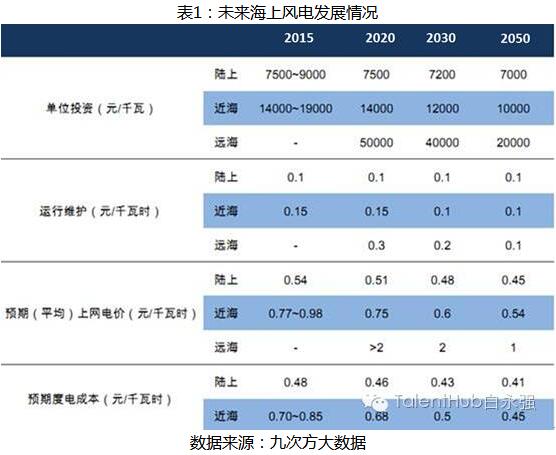 表1：未来海上风电发展情况
2015 2020 2030 2050
单位投资（元/千瓦）
陆上 7500~9000 7500 7200 7000
近海 14000~19000 14000 12000 10000
远海 - 50000 40000 20000
运行维护（元/千瓦时）
陆上 0.1 0.1 0.1 0.1
近海 0.15 0.15 0.1 0.1
远海 - 0.3 0.2 0.1
预期（平均）上网电价（元/千瓦时）
陆上 0.54 0.51 0.48 0.45
近海 0.77~0.98 0.75 0.6 0.54
远海 - >2 2 1
预期度电成本（元/千瓦时）
陆上 0.48 0.46 0.43 0.41
近海 0.70~0.85 0.68 0.5 0.45
TalentHub白永强
数据来源：九次方大数据